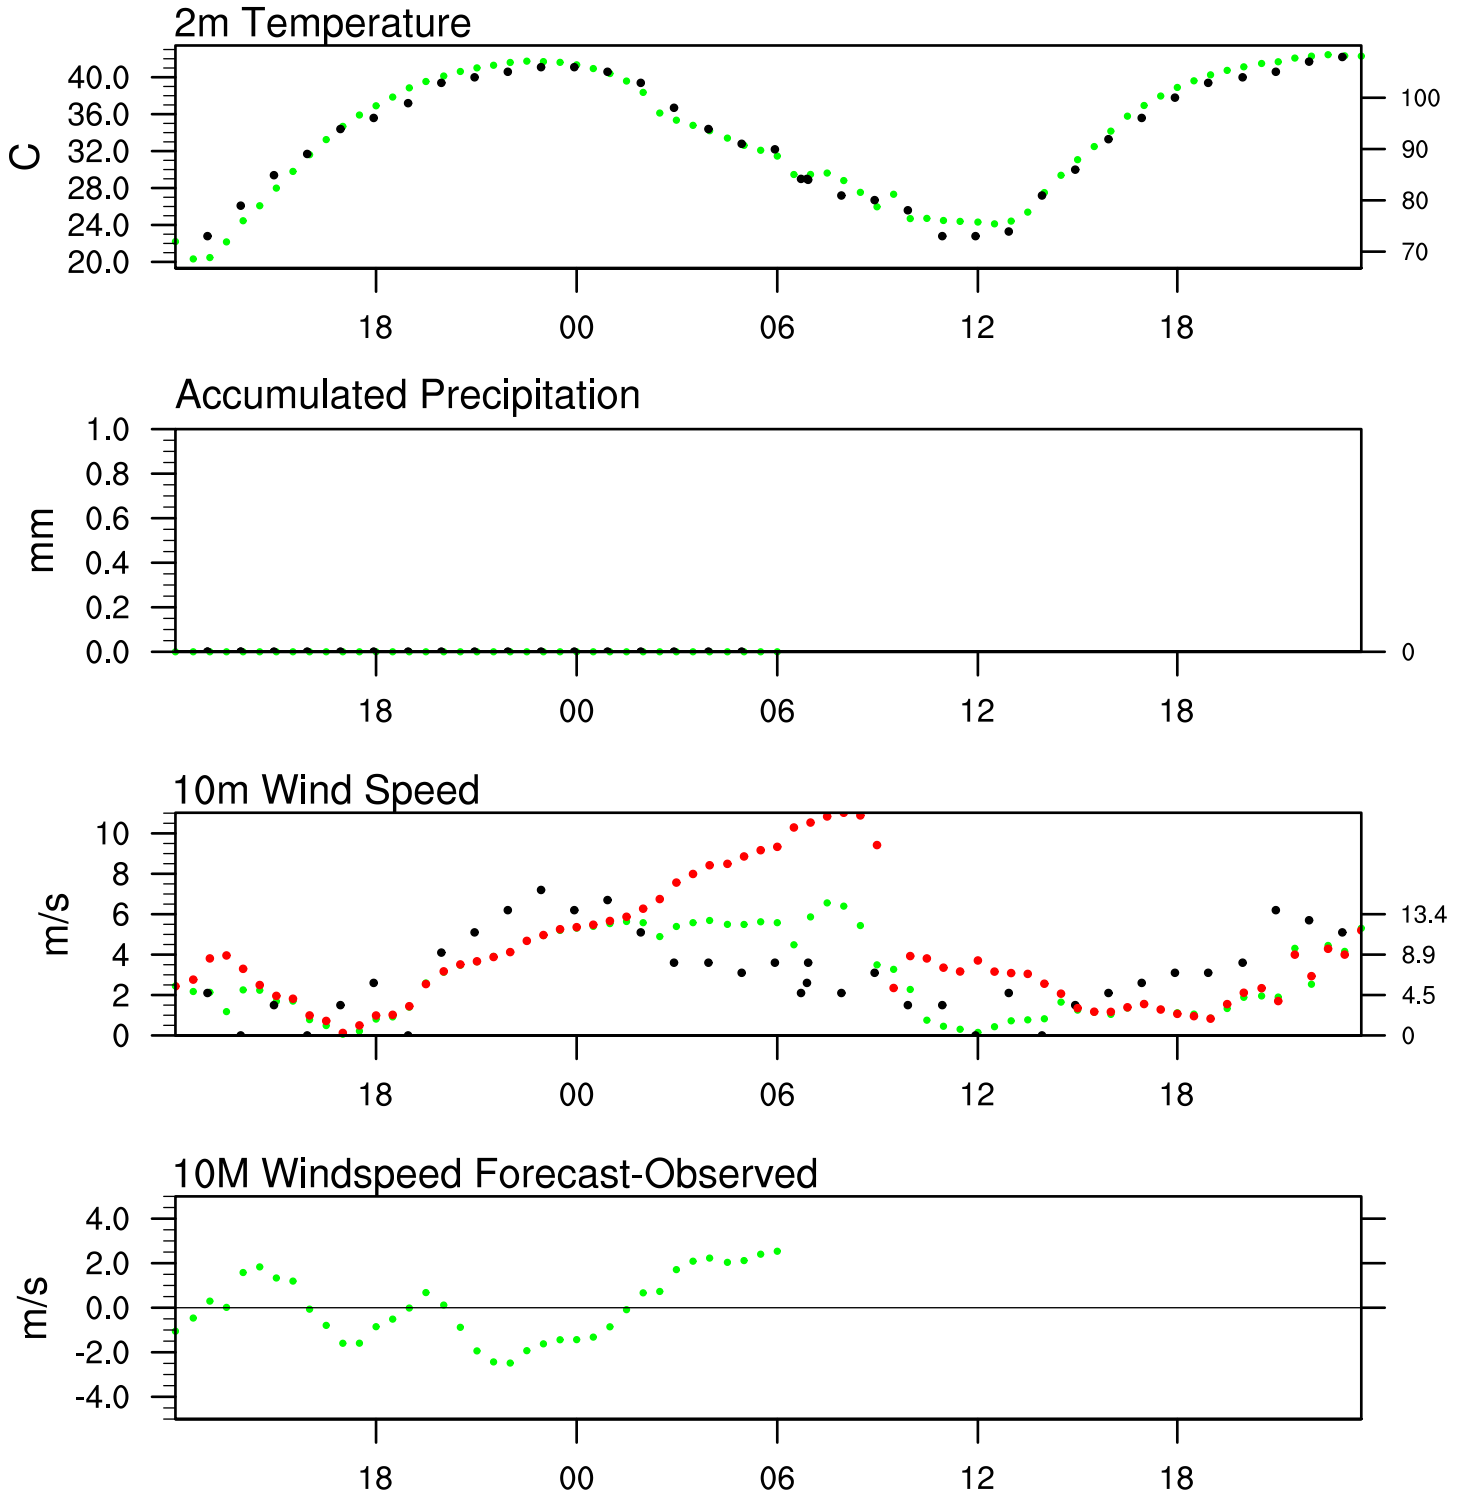 2m Temperature
40.0
36.0
32.0
28.0
24.0
20.0
C
100
90
80
70
18 00 06 12 18
Accumulated Precipitation
1.0
0.8
0.6
0.4
0.2
0.0
mm
0
18 00 06 12 18
10m Wind Speed
10
8
6
4
2
0
m/s
13.4
8.9
4.5
0
18 00 06 12 18
10M Windspeed Forecast-Observed
4.0
2.0
0.0
-2.0
-4.0
m/s
18 00 06 12 18